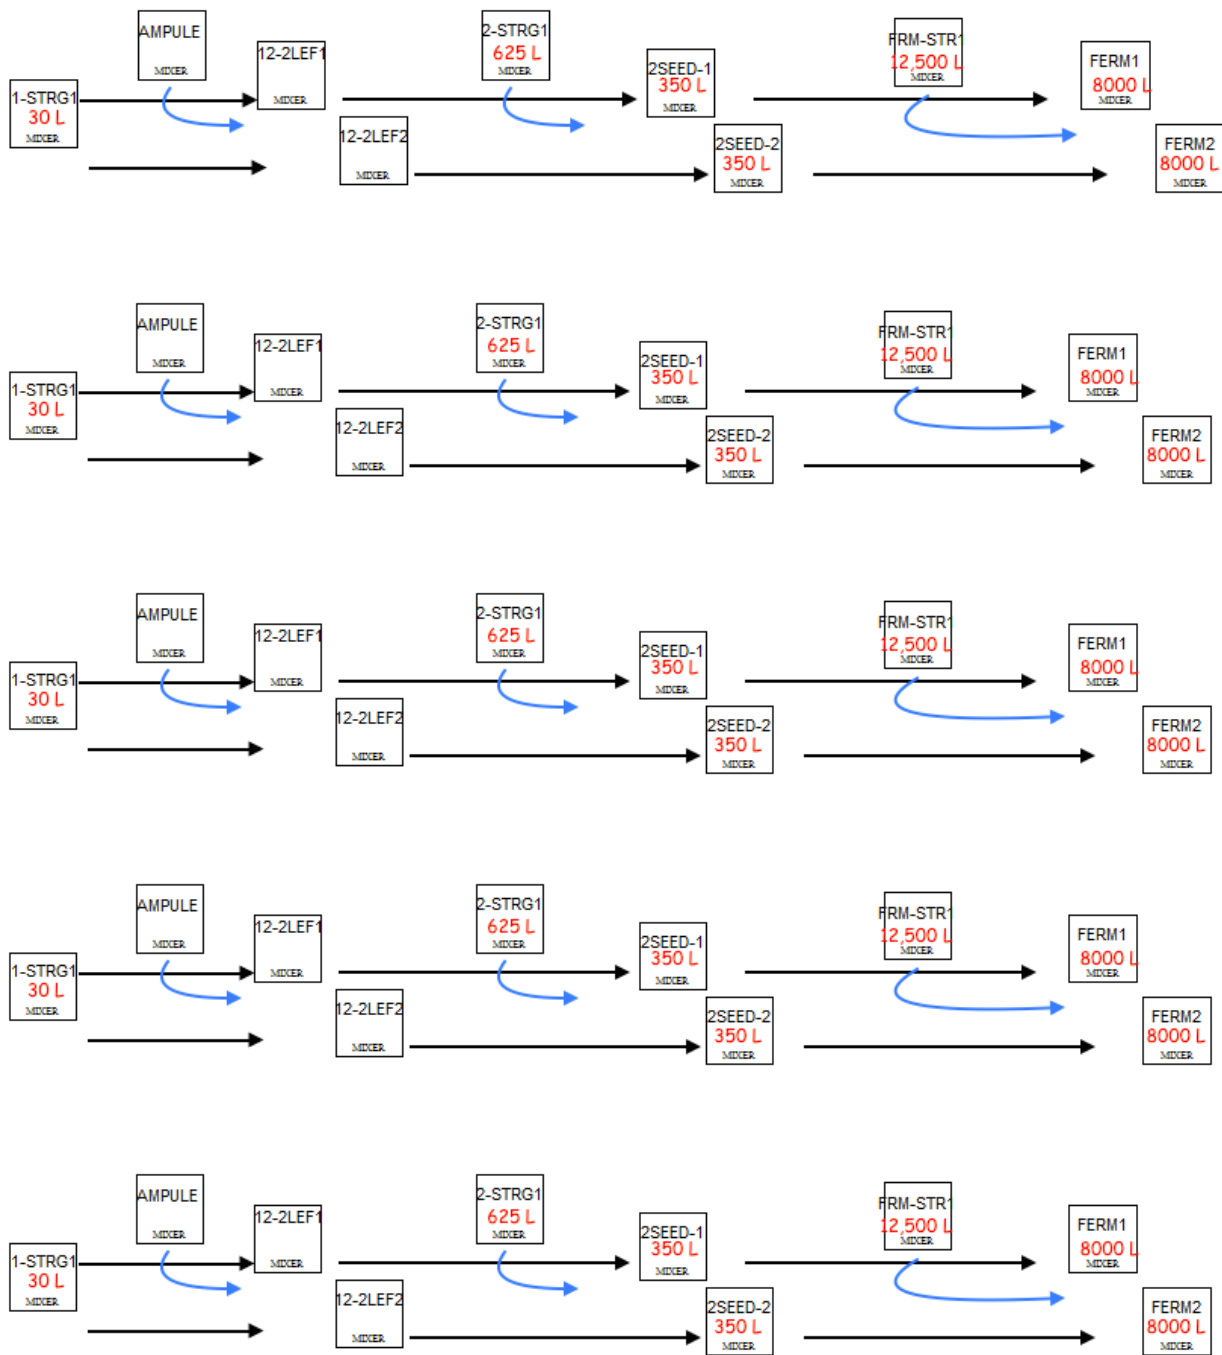 AMPULE
MIXER
12-2LEF1
MIXER
2-STRG1
625 L
MIXER
2SEED-1
350 L
MIXER
FRM-STR1
12,500 L
MIXER
FERM1
8000 L
MIXER
1-STRG1
30 L
MIXER
12-2LEF2
MIXER
2SEED-2
350 L
MIXER
FERM2
8000 L
MIXER
AMPULE
MIXER
12-2LEF1
MIXER
2-STRG1
625 L
MIXER
2SEED-1
350 L
MIXER
FRM-STR1
12,500 L
MIXER
FERM1
8000 L
MIXER
1-STRG1
30 L
MIXER
12-2LEF2
MIXER
2SEED-2
350 L
MIXER
FERM2
8000 L
MIXER
AMPULE
MIXER
12-2LEF1
MIXER
2-STRG1
625 L
MIXER
2SEED-1
350 L
MIXER
FRM-STR1
12,500 L
MIXER
FERM1
8000 L
MIXER
1-STRG1
30 L
MIXER
12-2LEF2
MIXER
2SEED-2
350 L
MIXER
FERM2
8000 L
MIXER
AMPULE
MIXER
12-2LEF1
MIXER
2-STRG1
625 L
MIXER
2SEED-1
350 L
MIXER
FRM-STR1
12,500 L
MIXER
FERM1
8000 L
MIXER
1-STRG1
30 L
MIXER
12-2LEF2
MIXER
2SEED-2
350 L
MIXER
FERM2
8000 L
MIXER
AMPULE
MIXER
12-2LEF1
MIXER
2-STRG1
625 L
MIXER
2SEED-1
350 L
MIXER
FRM-STR1
12,500 L
MIXER
FERM1
8000 L
MIXER
1-STRG1
30 L
MIXER
12-2LEF2
MIXER
2SEED-2
350 L
MIXER
FERM2
8000 L
MIXER